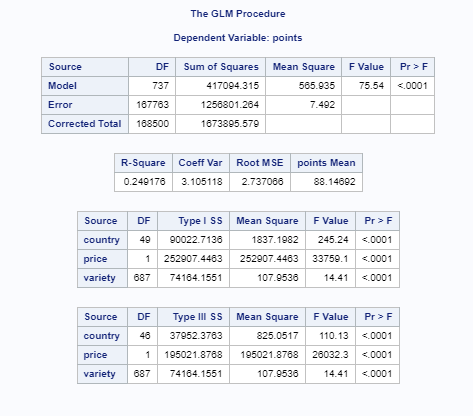 The GLM Procedure
Dependent Variable: points
Source DF Sum of Squares Mean Square F Value Pr > F
Model 737 417094.315 565.935 75.54 <.0001
Error 167763 1256801.264 7.492
Corrected Total 168500 1673895.579
R-Square Coeff Var Root MSE points Mean
0.249176 3.105118 2.737066 88.14692
Source DF Type I SS Mean Square F Value Pr > F
country 49 90022.7136 1837.1982 245.24 <.0001
price 1 252907.4463 252907.4463 33759.1 <.0001
variety 687 74164.1551 107.9536 14.41 <.0001
Source DF Type III SS Mean Square F Value Pr > F
country 46 37952.3763 825.0517 110.13 <.0001
price 1 195021.8768 195021.8768 26032.3 <.0001
variety 687 74164.1551 107.9536 14.41 <.0001